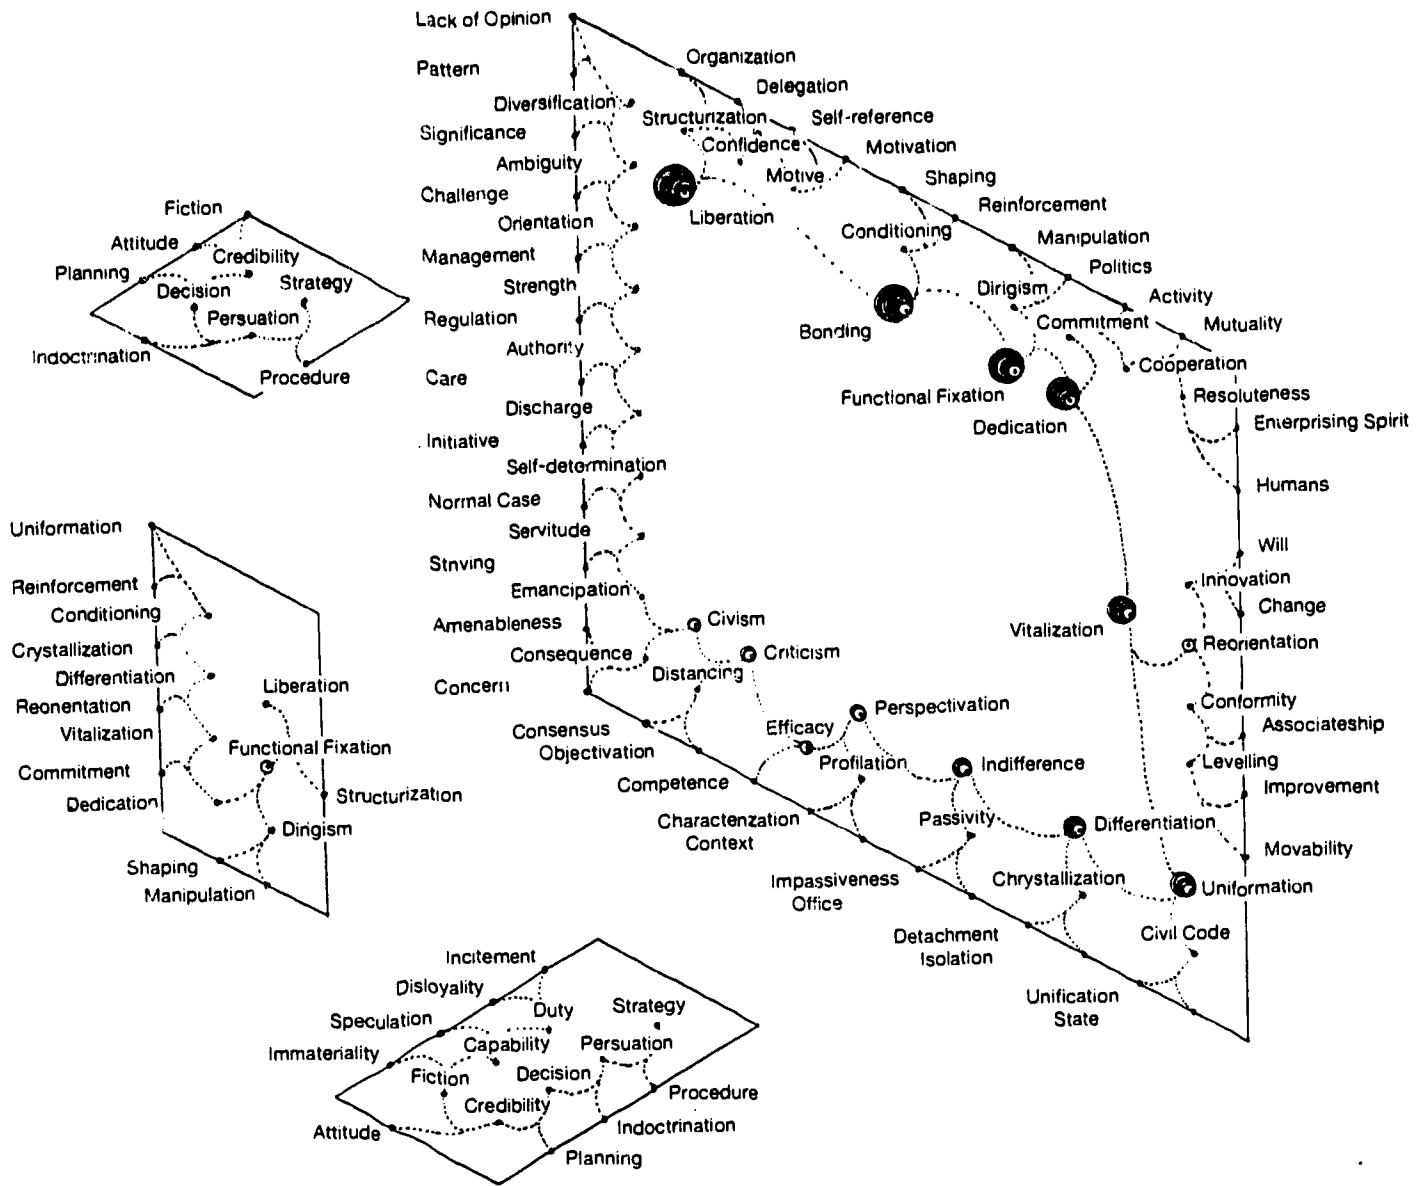 Lack of Opinion
Pattern
Diversification
Significance
Ambiguity
Challenge
Orientation
Management
Strength
Regulation
Authority
Care
Discharge
Initiative
Self-determination
Normal Case
Servitude
Striving
Emancipation
Amenableness
Consequence
Concern
Organization
Delegation
Structurization
Self-reference
Confidence
Motivation
Motive
Shaping
Liberation
Reinforcement
Conditioning
Manipulation
Politics
Dirigism
Activity
Bonding
Commitment
Mutuality
Cooperation
Functional Fixation
Resoluteness
Dedication
Enterprising Spirit
Humans
Will
Innovation
Change
Vitalization
Reorientation
Conformity
Associateship
Levelling
Improvement
Movability
Civism
Criticism
Distancing
Consensus
Objectivation
Efficacy
Perspectivation
Competence
Profilation
Indifference
Characterization
Context
Passivity
Differentiation
Impassiveness
Office
Chrystallization
Uniformation
Detachment
Isolation
Civil Code
Unification
State
Fiction
Attitude
Credibility
Planning
Decision
Strategy
Persuation
Indoctrination
Procedure
Uniformation
Reinforcement
Conditioning
Crystallization
Differentiation
Reorientation
Liberation
Vitalization
Functional Fixation
Commitment
Dedication
Structurization
Dirigism
Shaping
Manipulation
Incitement
Disloyality
Speculation
Duty
Strategy
Immateriality
Capability
Persuation
Fiction
Decision
Procedure
Credibility
Attitude
Indoctrination
Planning